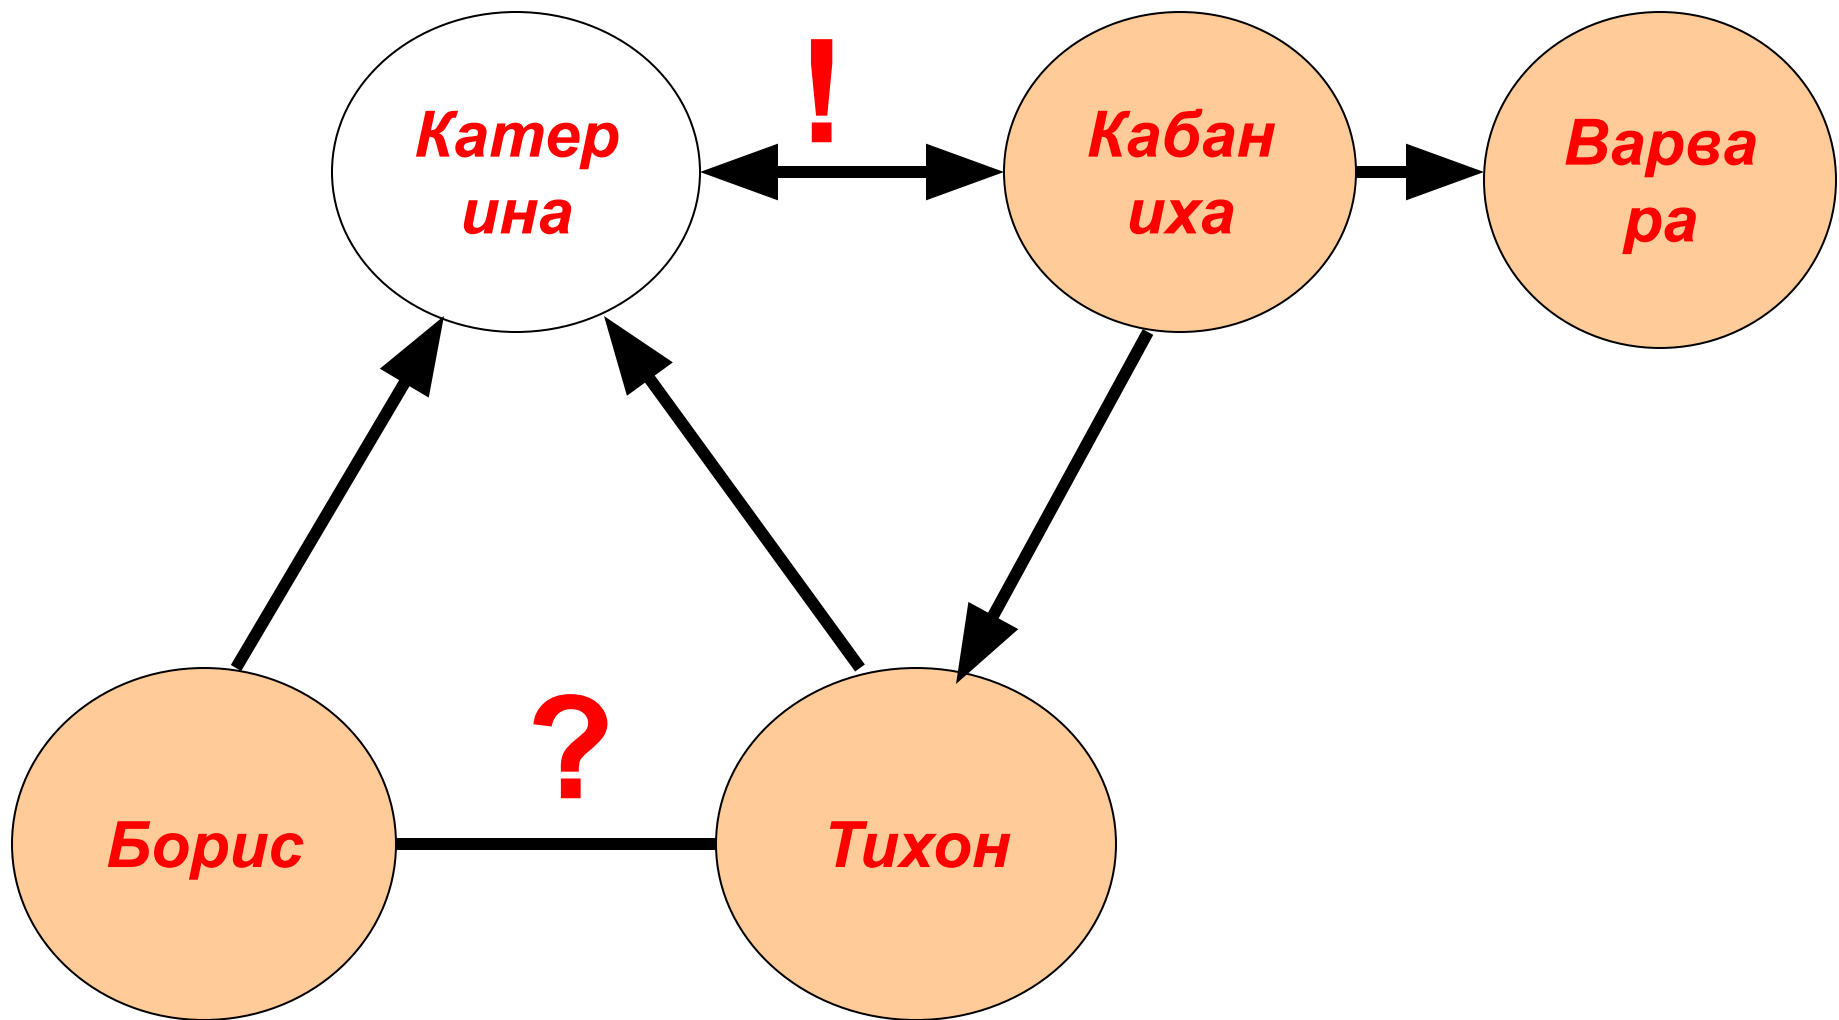 Катер
ина
!
Кабан
иха
Варва
ра
?
Борис
Тихон